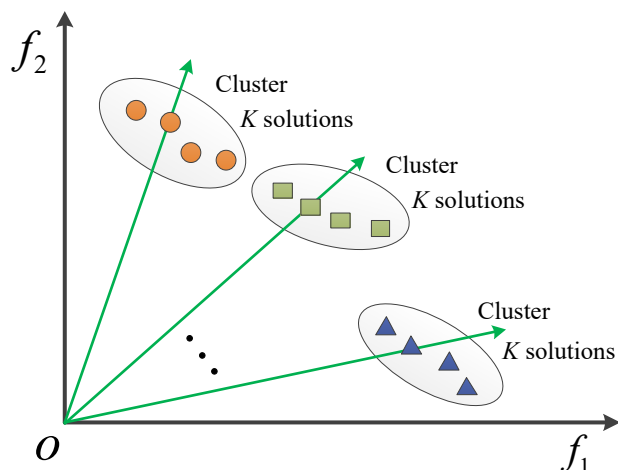 f₂
Cluster
K solutions
Cluster
K solutions
Cluster
K solutions
O
f₁